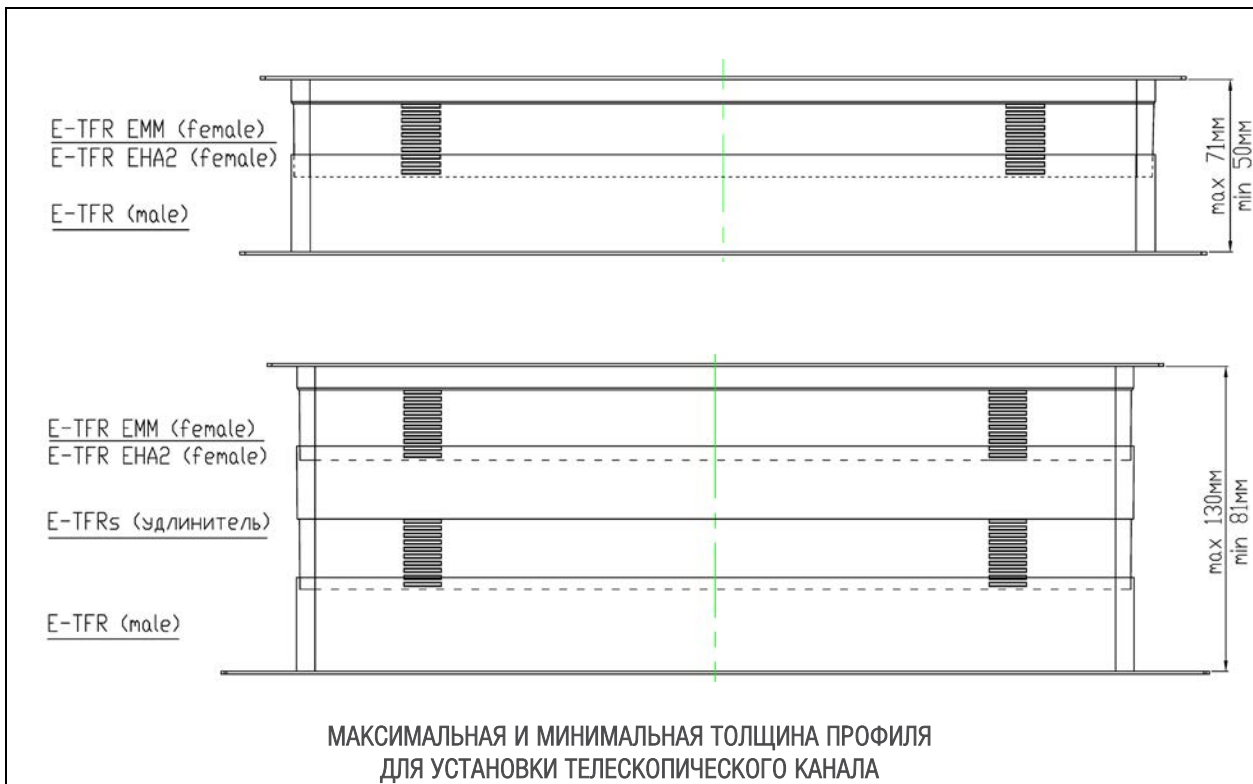 E-TFR EMM (female)
E-TFR EHA2 (female)
E-TFR (male)
max 71мм
min 50мм
E-TFR EMM (female)
E-TFR EHA2 (female)
E-TFRs (удлинитель)
E-TFR (male)
max 130мм
min 81мм
МАКСИМАЛЬНАЯ И МИНИМАЛЬНАЯ ТОЛЩИНА ПРОФИЛЯ
ДЛЯ УСТАНОВКИ ТЕЛЕСКОПИЧЕСКОГО КАНАЛА